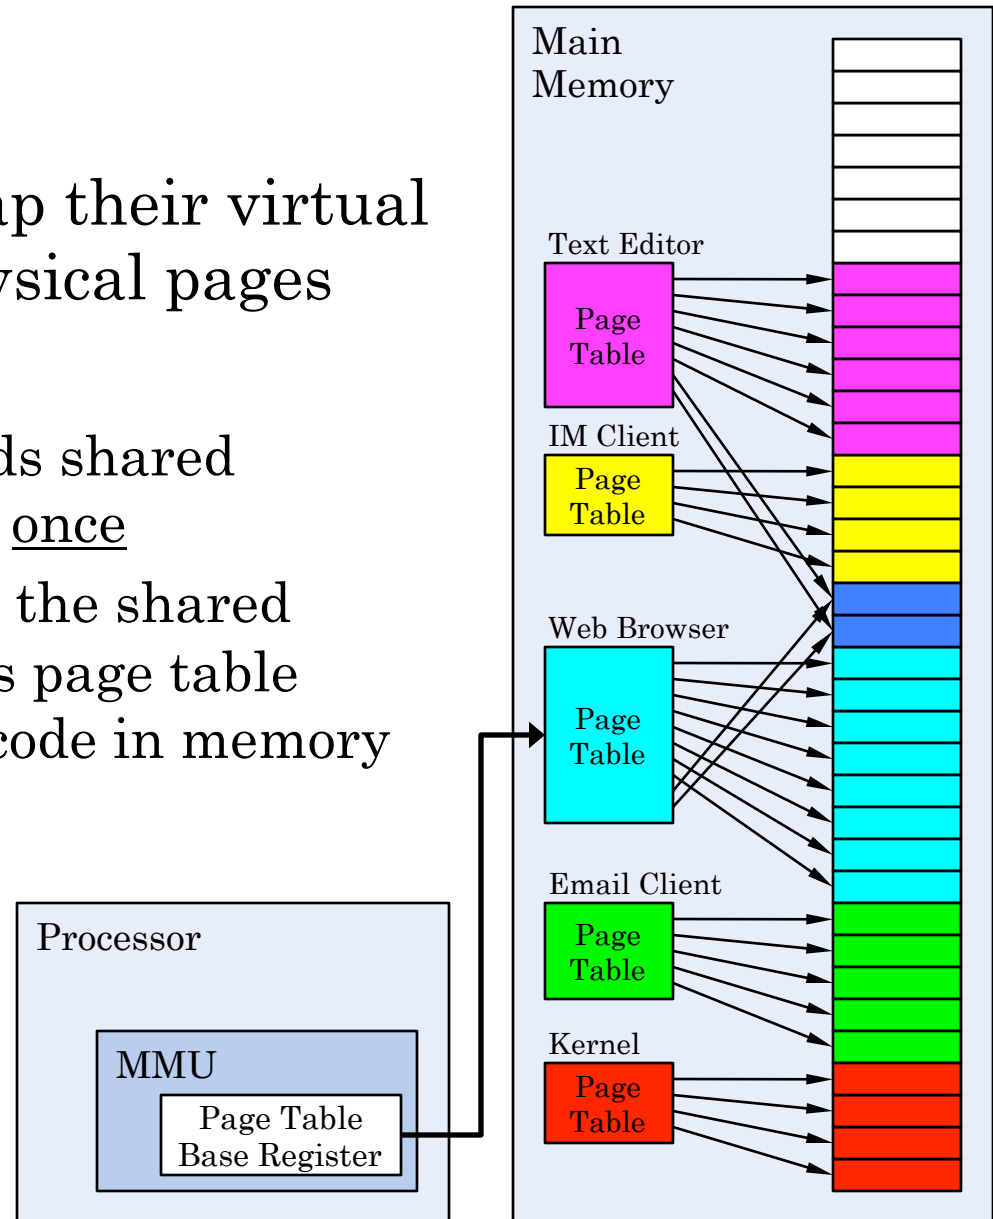 ap their virtual
ysical pages
ds shared
once
the shared
s page table
code in memory
Processor
MMU
Page Table
Base Register
Main
Memory
Text Editor
Page
Table
IM Client
Page
Table
Web Browser
Page
Table
Email Client
Page
Table
Kernel
Page
Table